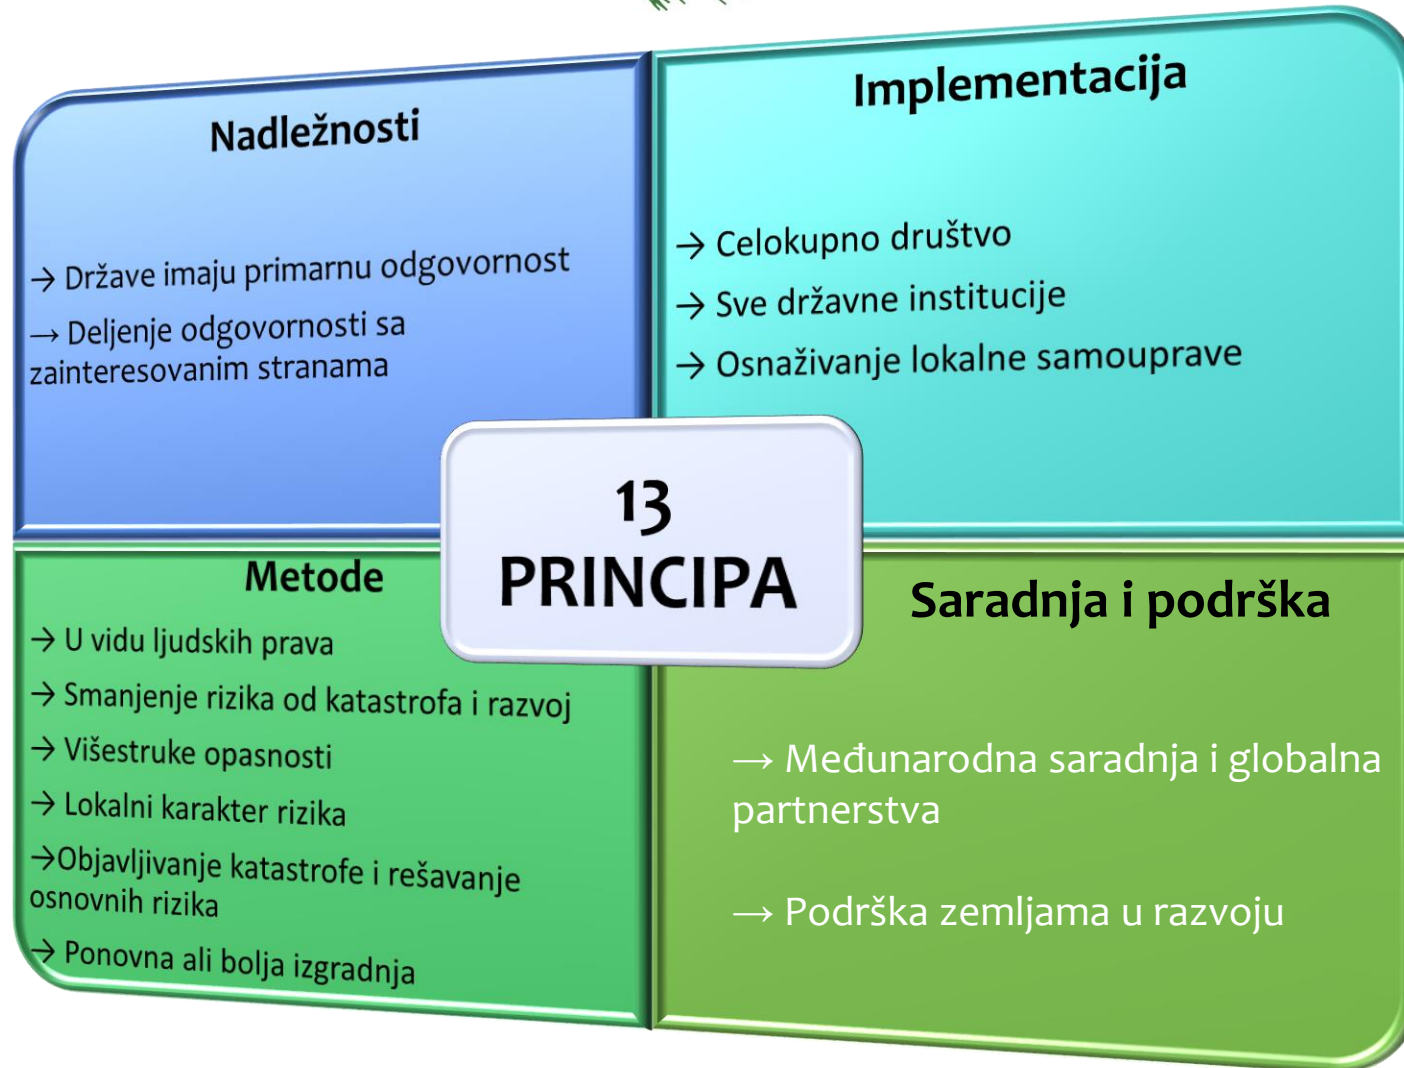 Nadležnosti
→ Države imaju primarnu odgovornost
→ Deljenje odgovornosti sa
zainteresovanim stranama
Implementacija
→ Celokupno društvo
→ Sve državne institucije
→ Osnaživanje lokalne samouprave
13
PRINCIPA
Metode
→ U vidu ljudskih prava
→ Smanjenje rizika od katastrofa i razvoj
→ Višestruke opasnosti
→ Lokalni karakter rizika
→Objavljivanje katastrofe i rešavanje
osnovnih rizika
→ Ponovna ali bolja izgradnja
Saradnja i podrška
→ Međunarodna saradnja i globalna
partnerstva
→ Podrška zemljama u razvoju